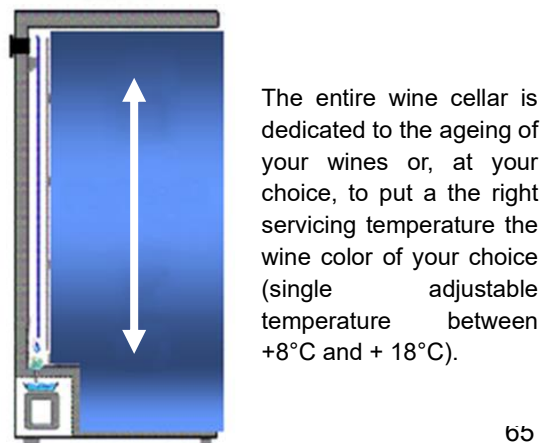 The entire wine cellar is
dedicated to the ageing of
your wines or, at your
choice, to put a the right
servicing temperature the
wine color of your choice
(single adjustable
temperature between
+8°C and + 18°C).
65